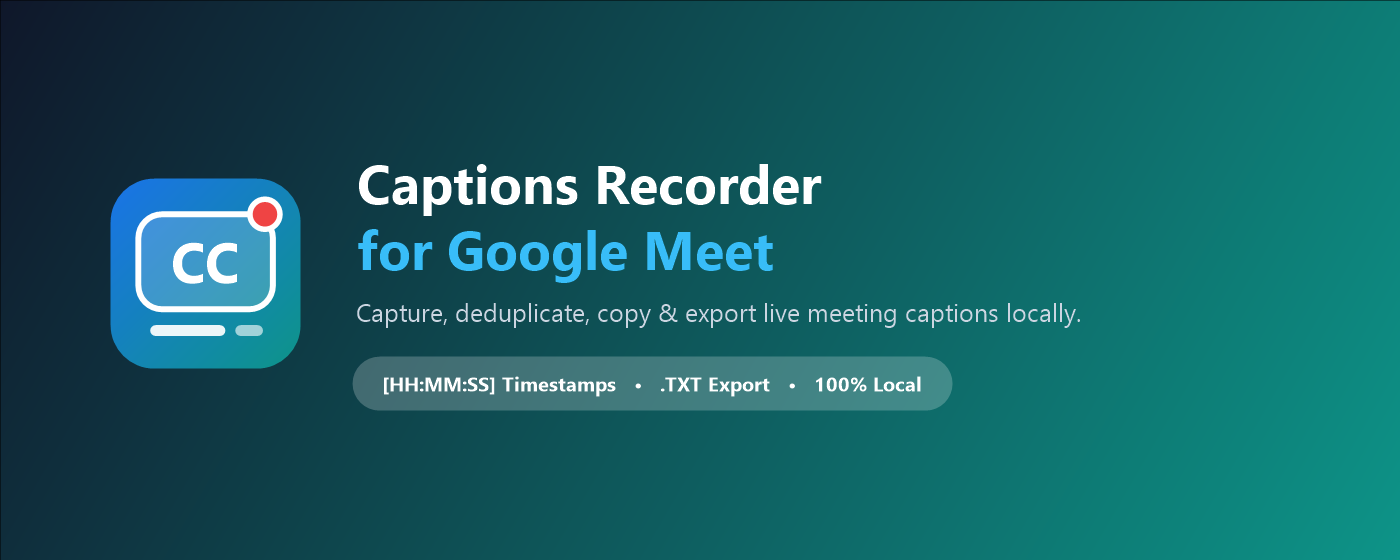 CC
Captions Recorder
for Google Meet
Capture, deduplicate, copy & export live meeting captions locally.
[HH:MM:SS] Timestamps • .TXT Export • 100% Local